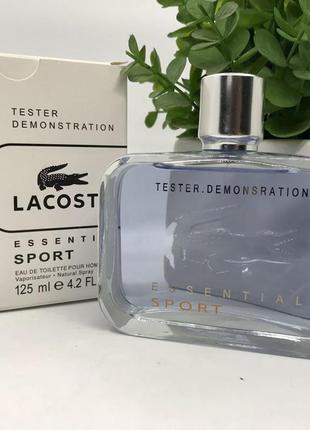 TESTER
DEMONSTRATION
LACOST
ESSENTI
SPORT
EAU DE TOILETTE POUR HOM
Vaporisateur • Natural Spray
125 ml e 4.2 FL
TESTER.DEMONSRATION
ESSENTIAL
SPORT